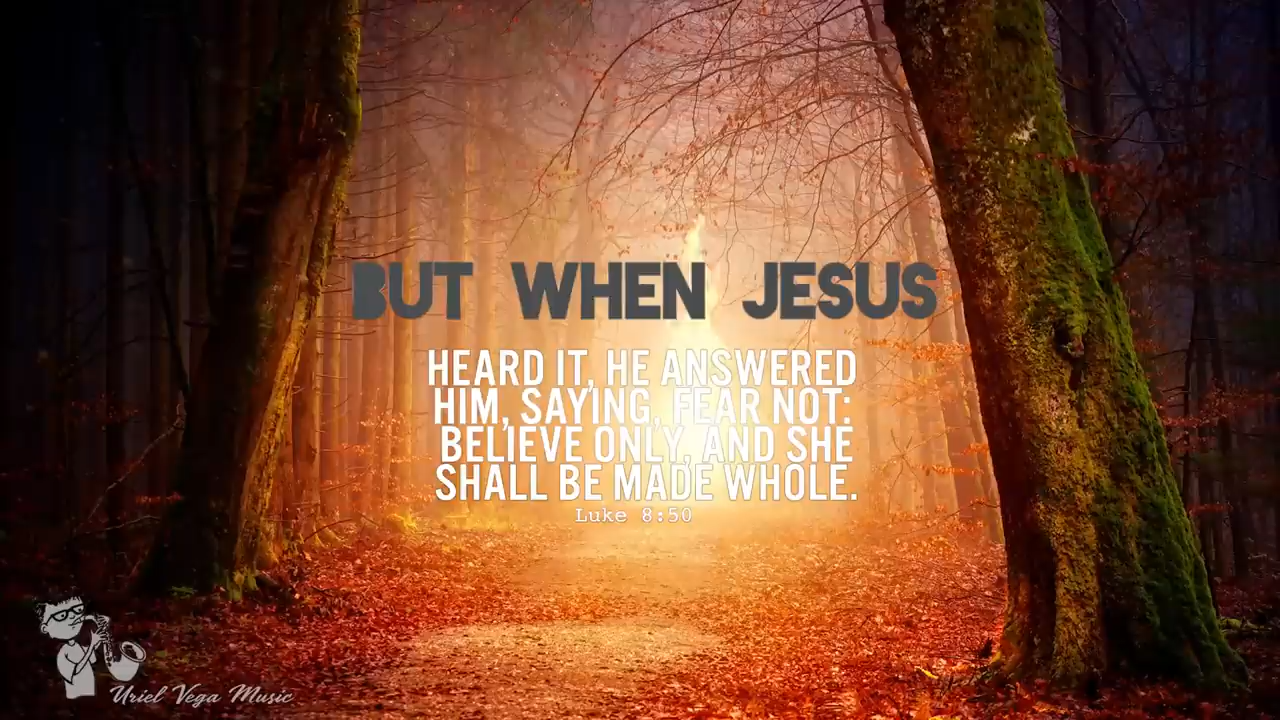 BUT WHEN JESUS
HEARD IT, HE ANSWERED
HIM, SAYING, FEAR NOT:
BELIEVE ONLY, AND SHE
SHALL BE MADE WHOLE.
Luke 8:50
Uriel Vega Music